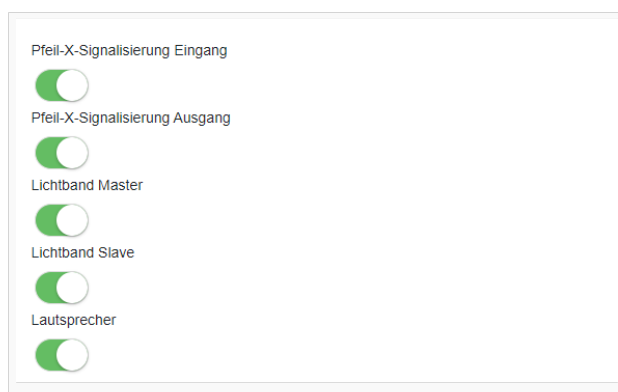 Pfeil-X-Signalisierung Eingang
Pfeil-X-Signalisierung Ausgang
Lichtband Master
Lichtband Slave
Lautsprecher